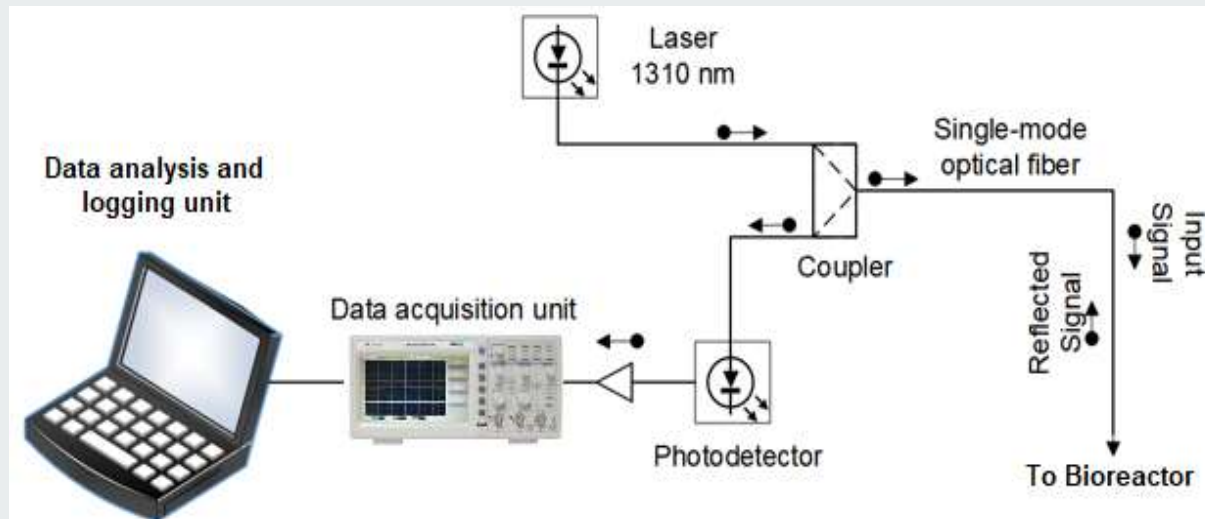 Laser
1310 nm
Single-mode
optical fiber
Data analysis and
logging unit
Input
Signal
Coupler
Reflected
Signal
Data acquisition unit
Photodetector
To Bioreactor